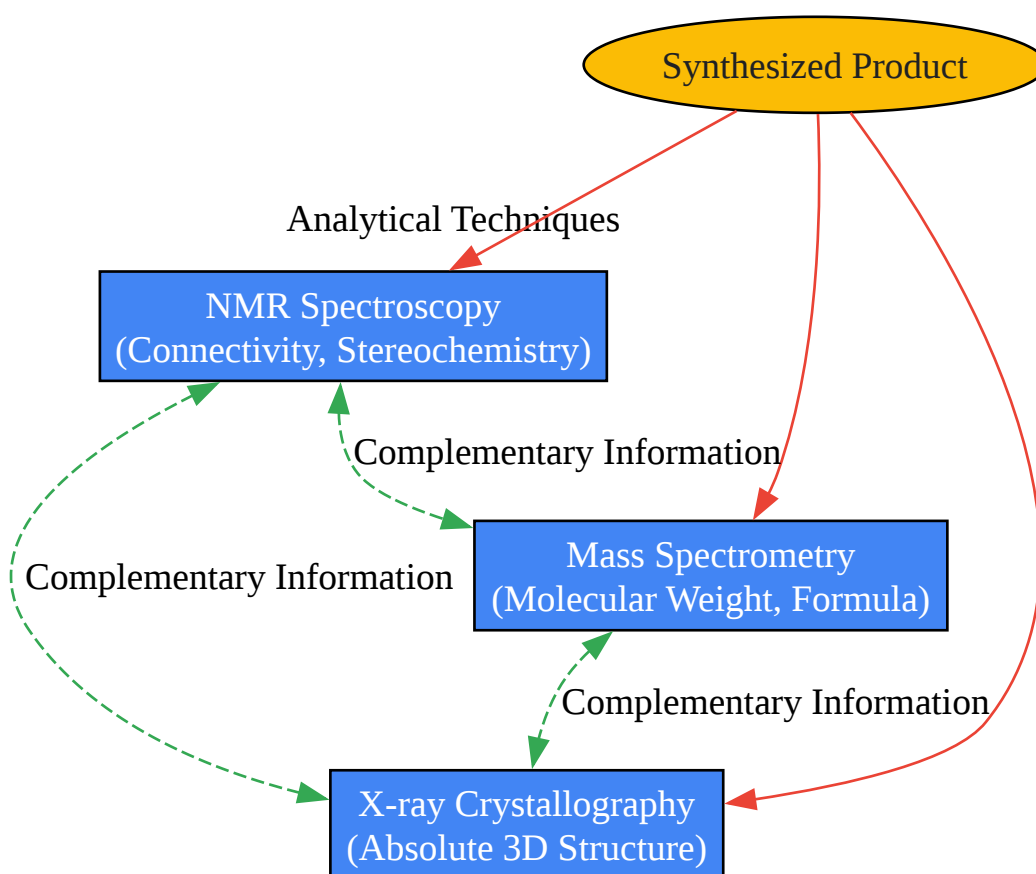 Synthesized Product
Analytical Techniques
NMR Spectroscopy
(Connectivity, Stereochemistry)
Complementary Information
Mass Spectrometry
(Molecular Weight, Formula)
Complementary Information
Complementary Information
X-ray Crystallography
(Absolute 3D Structure)